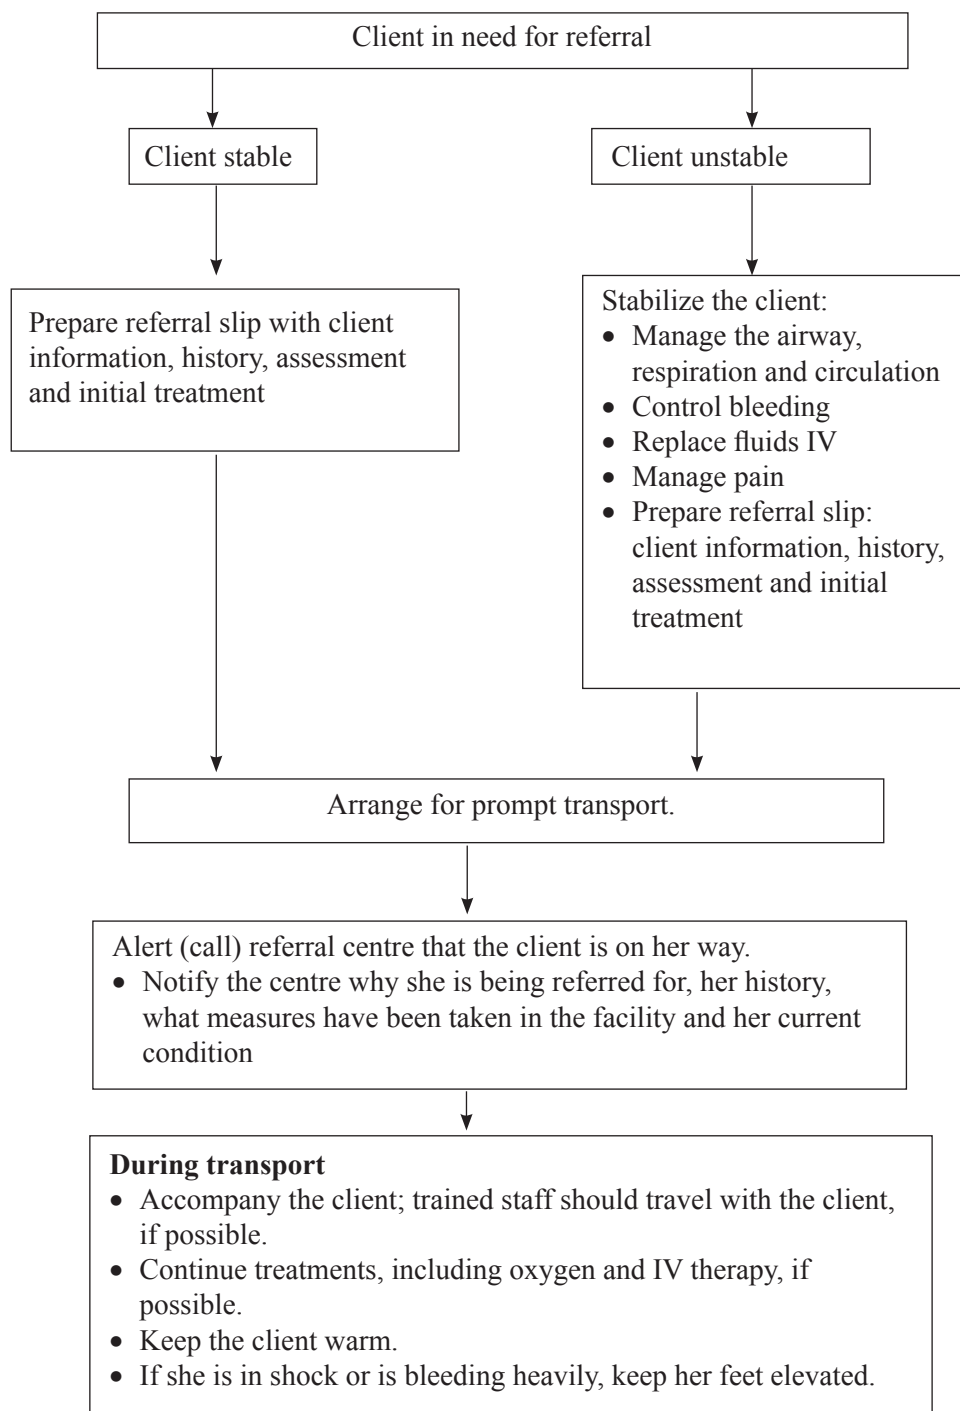 Client in need for referral
Client stable
Client unstable
Prepare referral slip with client
information, history, assessment
and initial treatment
Stabilize the client:
• Manage the airway,
respiration and circulation
• Control bleeding
• Replace fluids IV
• Manage pain
• Prepare referral slip:
client information, history,
assessment and initial
treatment
Arrange for prompt transport.
Alert (call) referral centre that the client is on her way.
• Notify the centre why she is being referred for, her history,
what measures have been taken in the facility and her current
condition
During transport
• Accompany the client; trained staff should travel with the client,
if possible.
• Continue treatments, including oxygen and IV therapy, if
possible.
• Keep the client warm.
• If she is in shock or is bleeding heavily, keep her feet elevated.